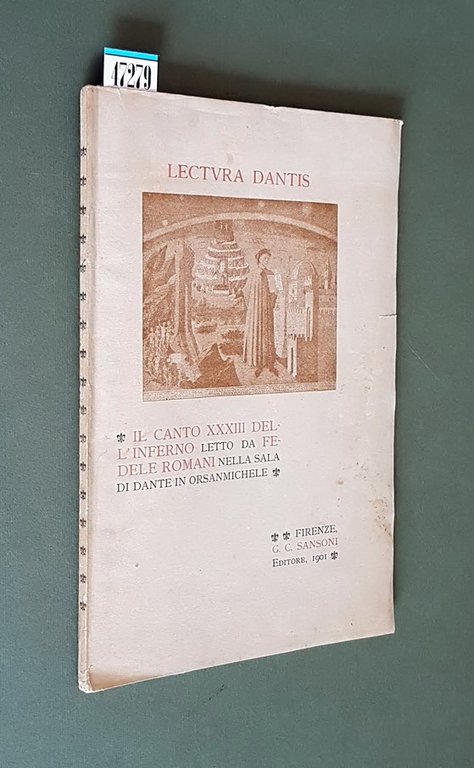 47279
LECTVRA DANTIS
IL CANTO XXXIII DEL-
L'INFERNO LETTO DA FE-
DELE ROMANI NELLA SALA
DI DANTE IN ORSANMICHELE
FIRENZE,
G. C. SANSONI
EDITORE, 1901